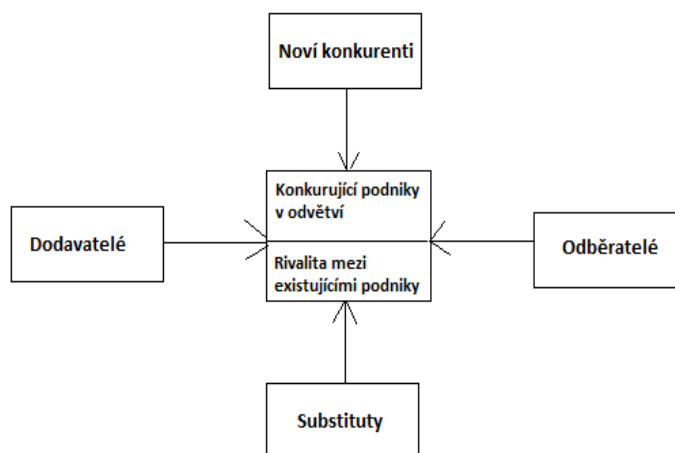 Noví konkurenti
Konkurující podniky
v odvětví
Dodavatelé
Odběratelé
Rivalita mezi
existujícími podniky
Substituty